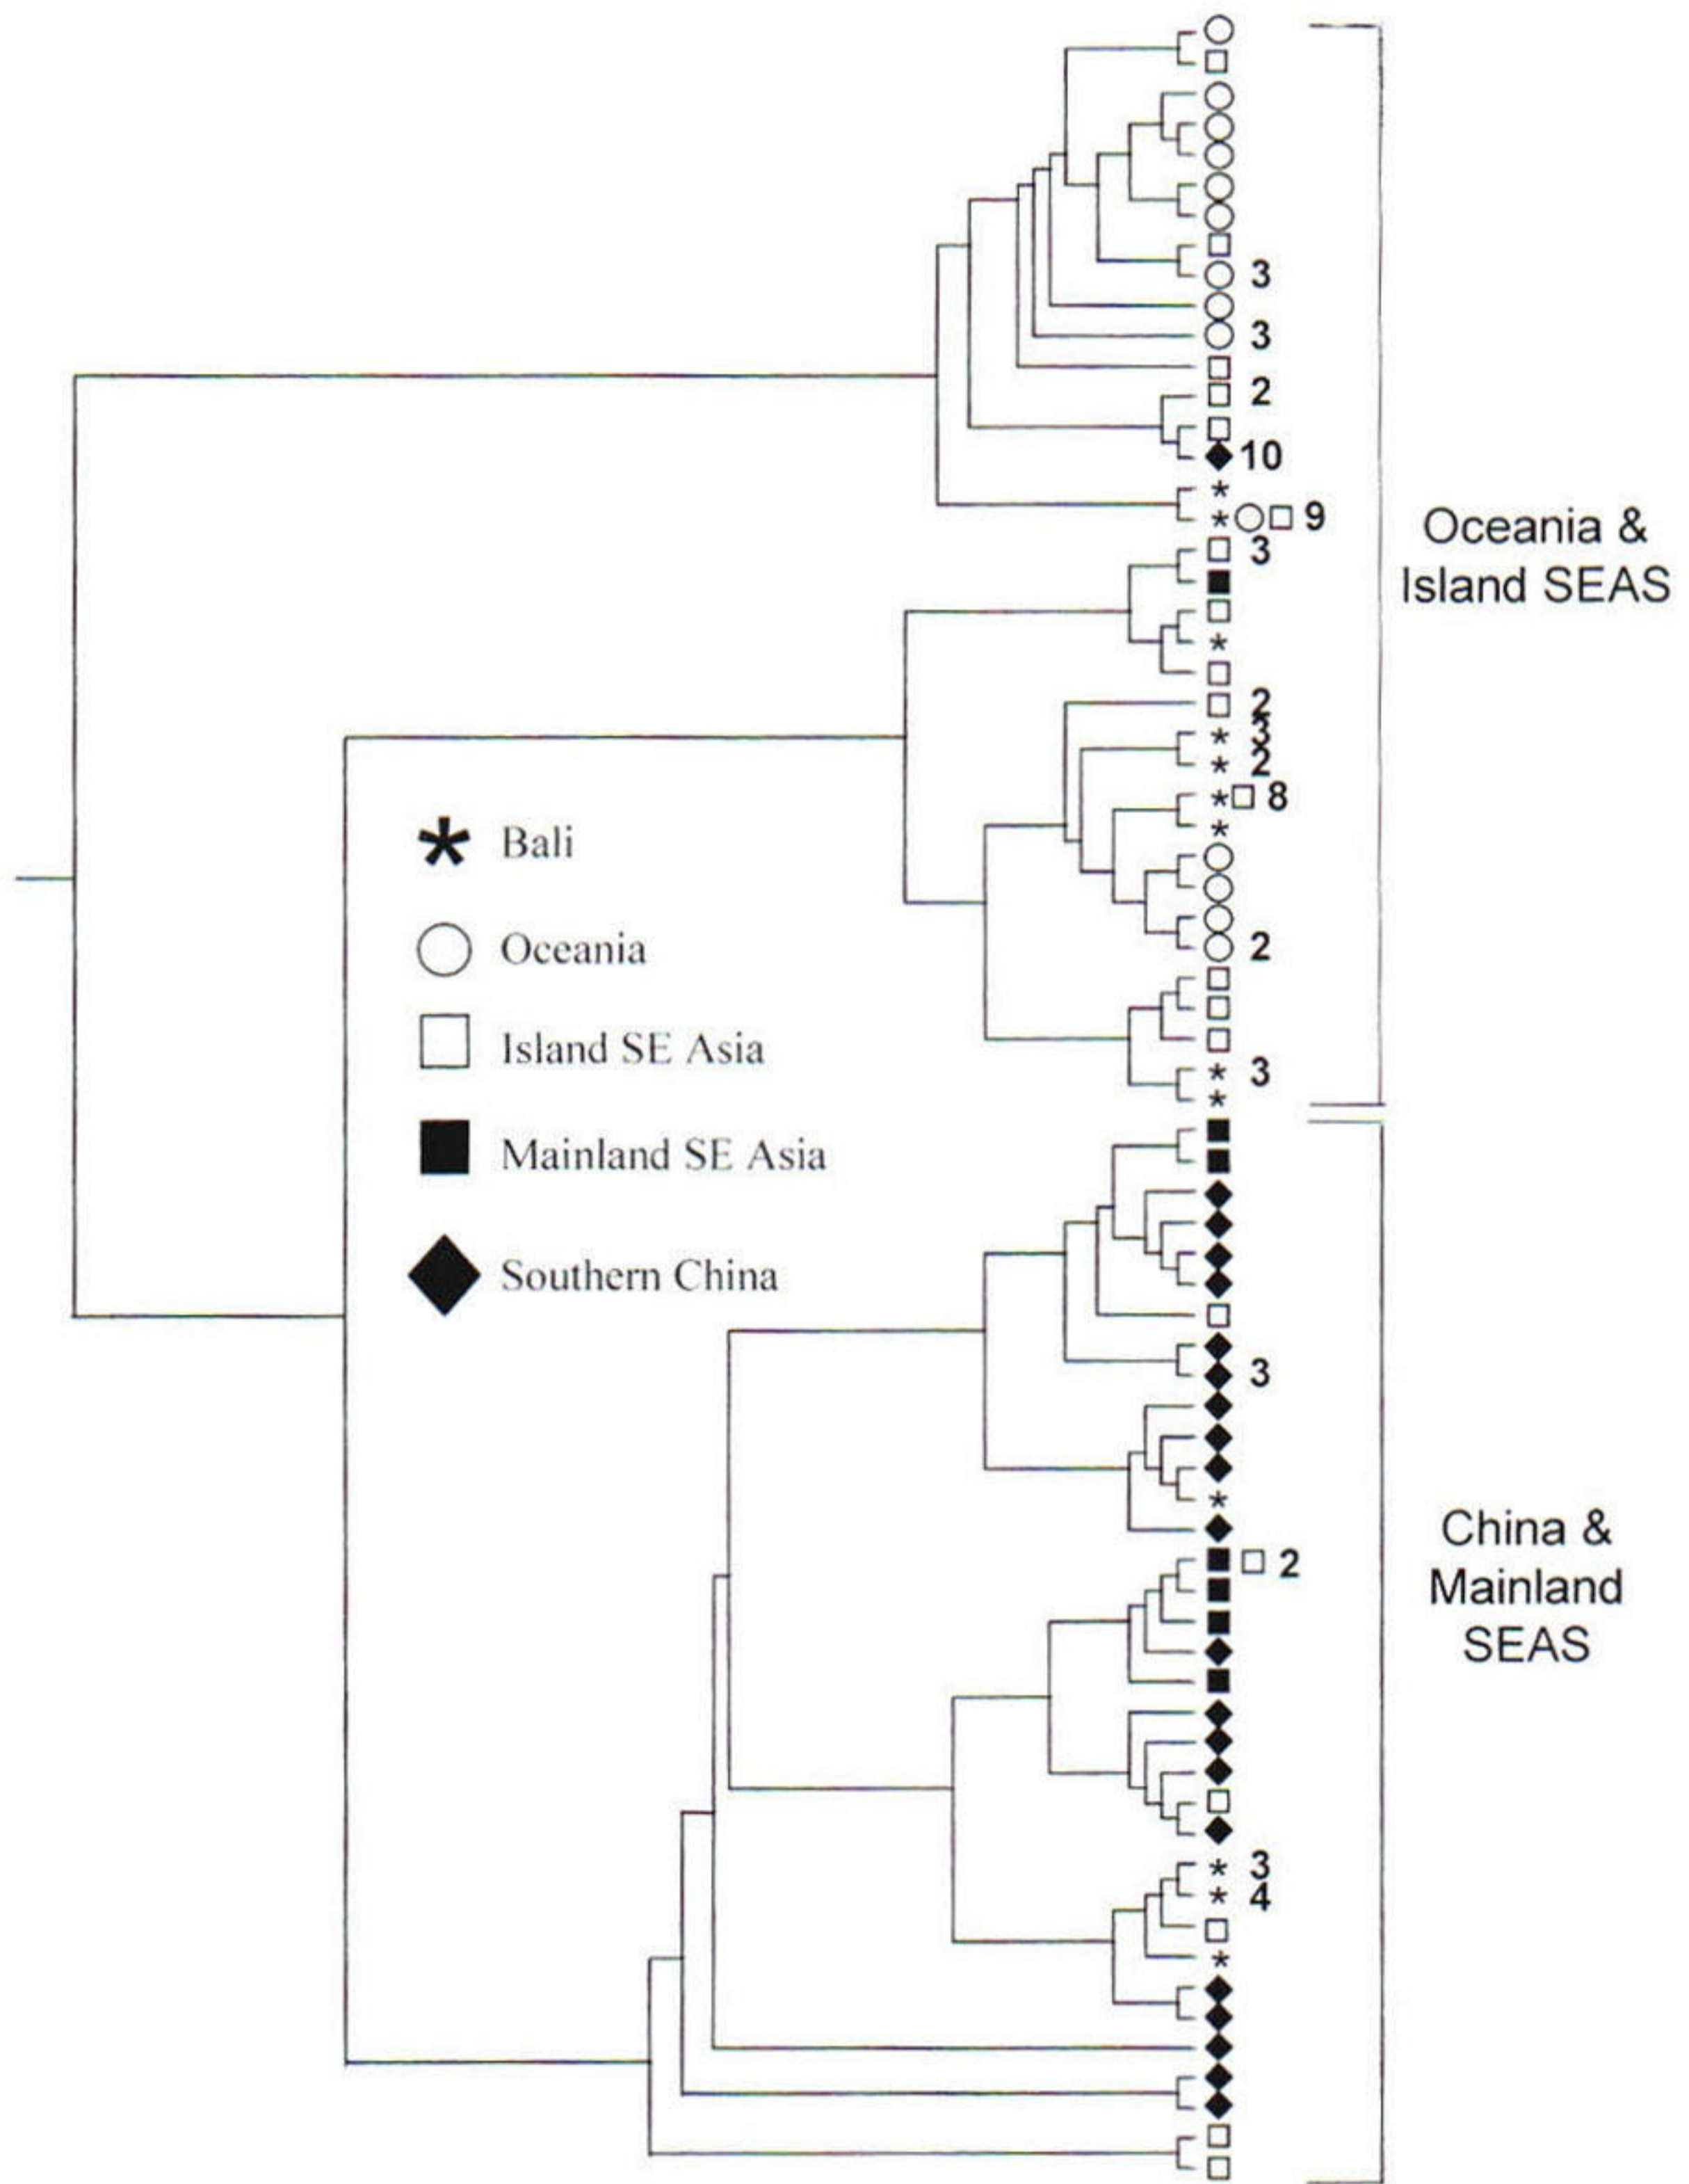 3
3
2
10
9
3
Oceania &
Island SEAS
2
3
2
8
Bali
Oceania
2
Island SE Asia
3
Mainland SE Asia
Southern China
3
China &
Mainland
SEAS
2
3
4